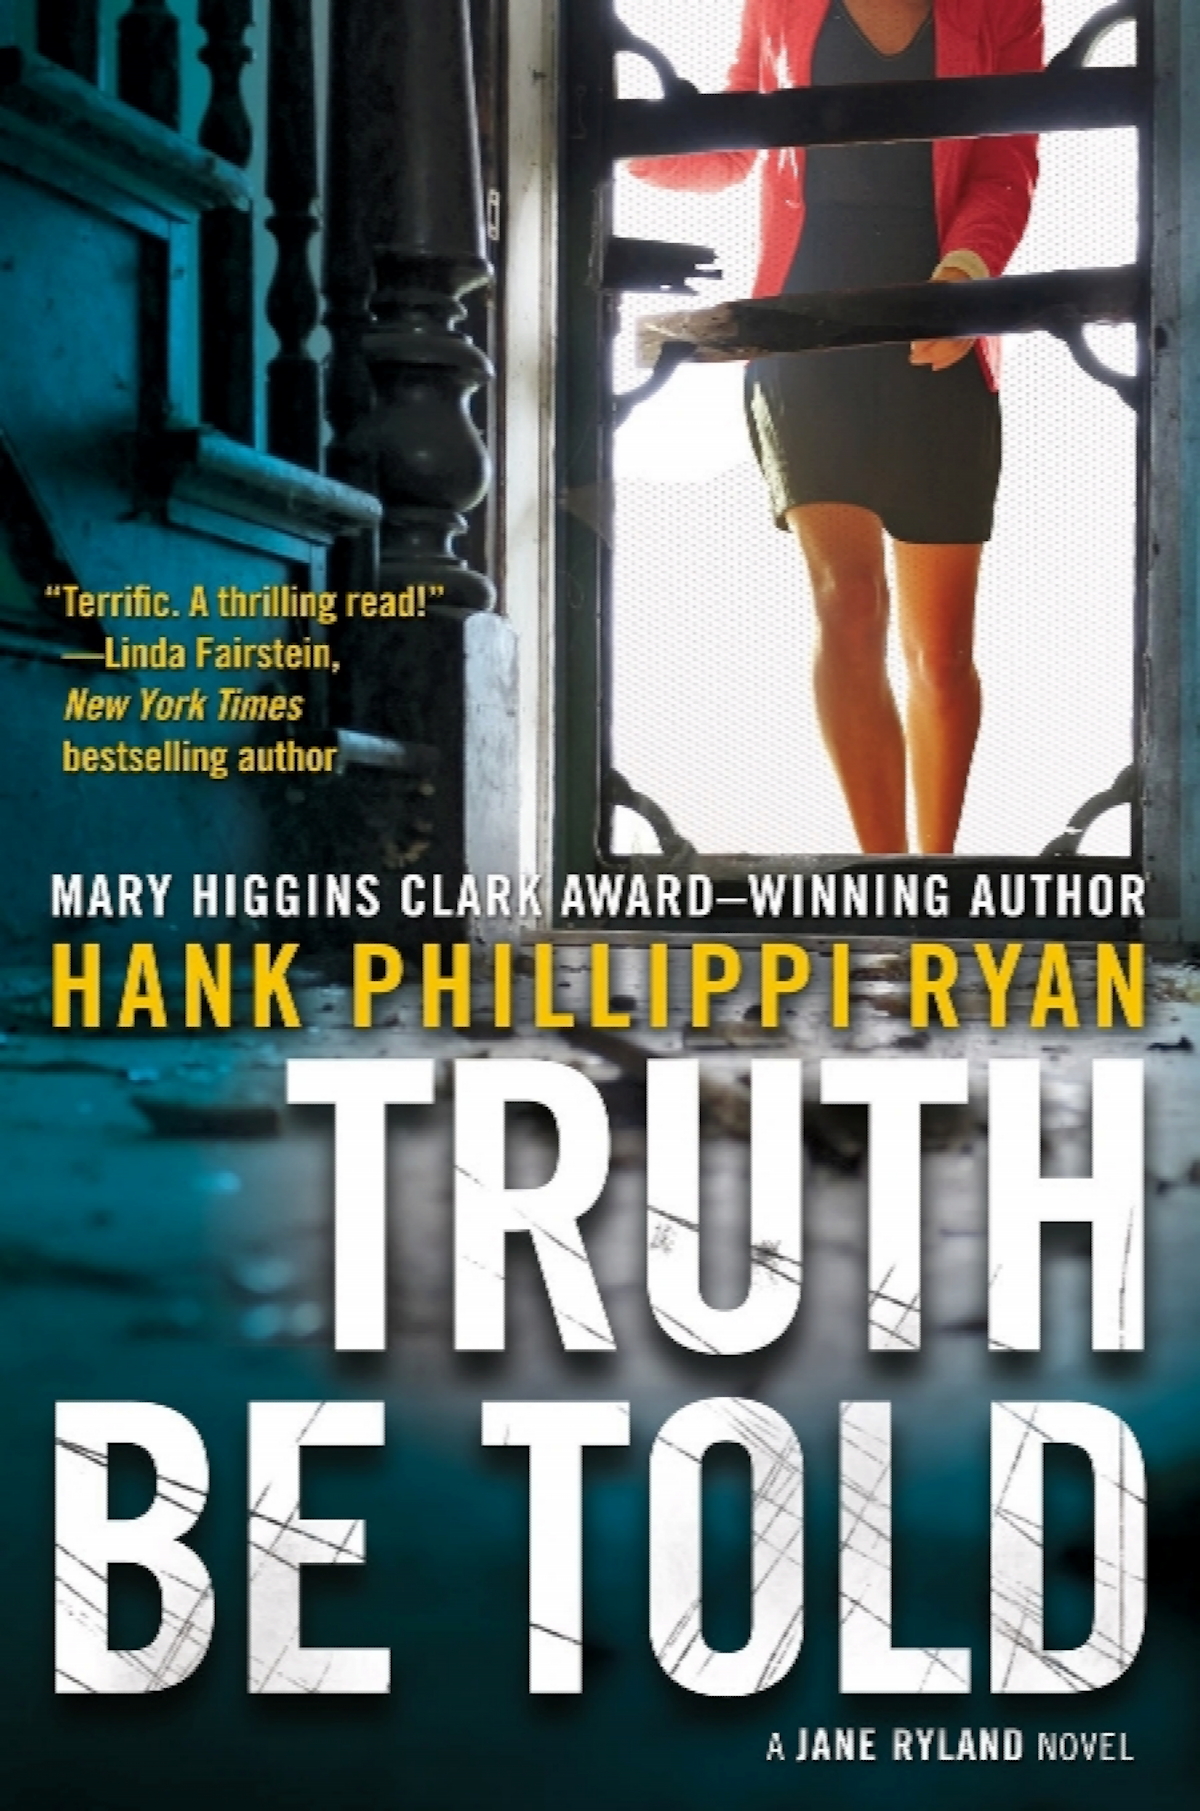 “Terrific. A thrilling read!”
—Linda Fairstein,
New York Times
bestselling author
MARY HIGGINS CLARK AWARD–WINNING AUTHOR
HANK PHILLIPPI RYAN
TRUTH
BE TOLD
A JANE RYLAND NOVEL